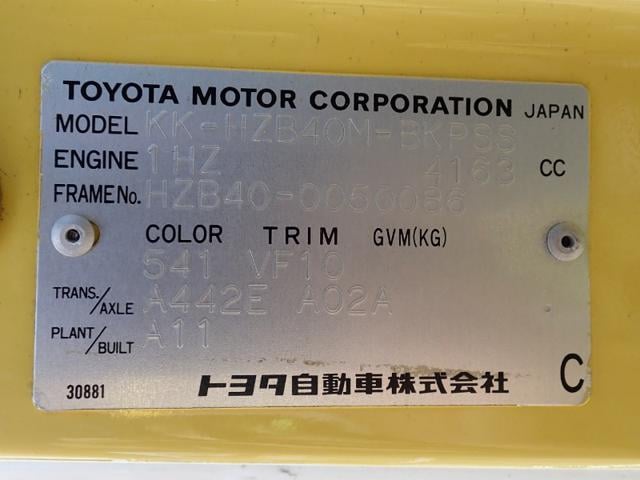 TOYOTA MOTOR CORPORATION JAPAN
MODEL KK-HZB40M-BKPSS
ENGINE 1HZ 4163 CC
FRAME No. HZB40-0050086
COLOR TRIM GVM(KG)
541 VF10
TRANS./AXLE A442E A02A
PLANT/BUILT A11
30881 トヨタ自動車株式会社 C